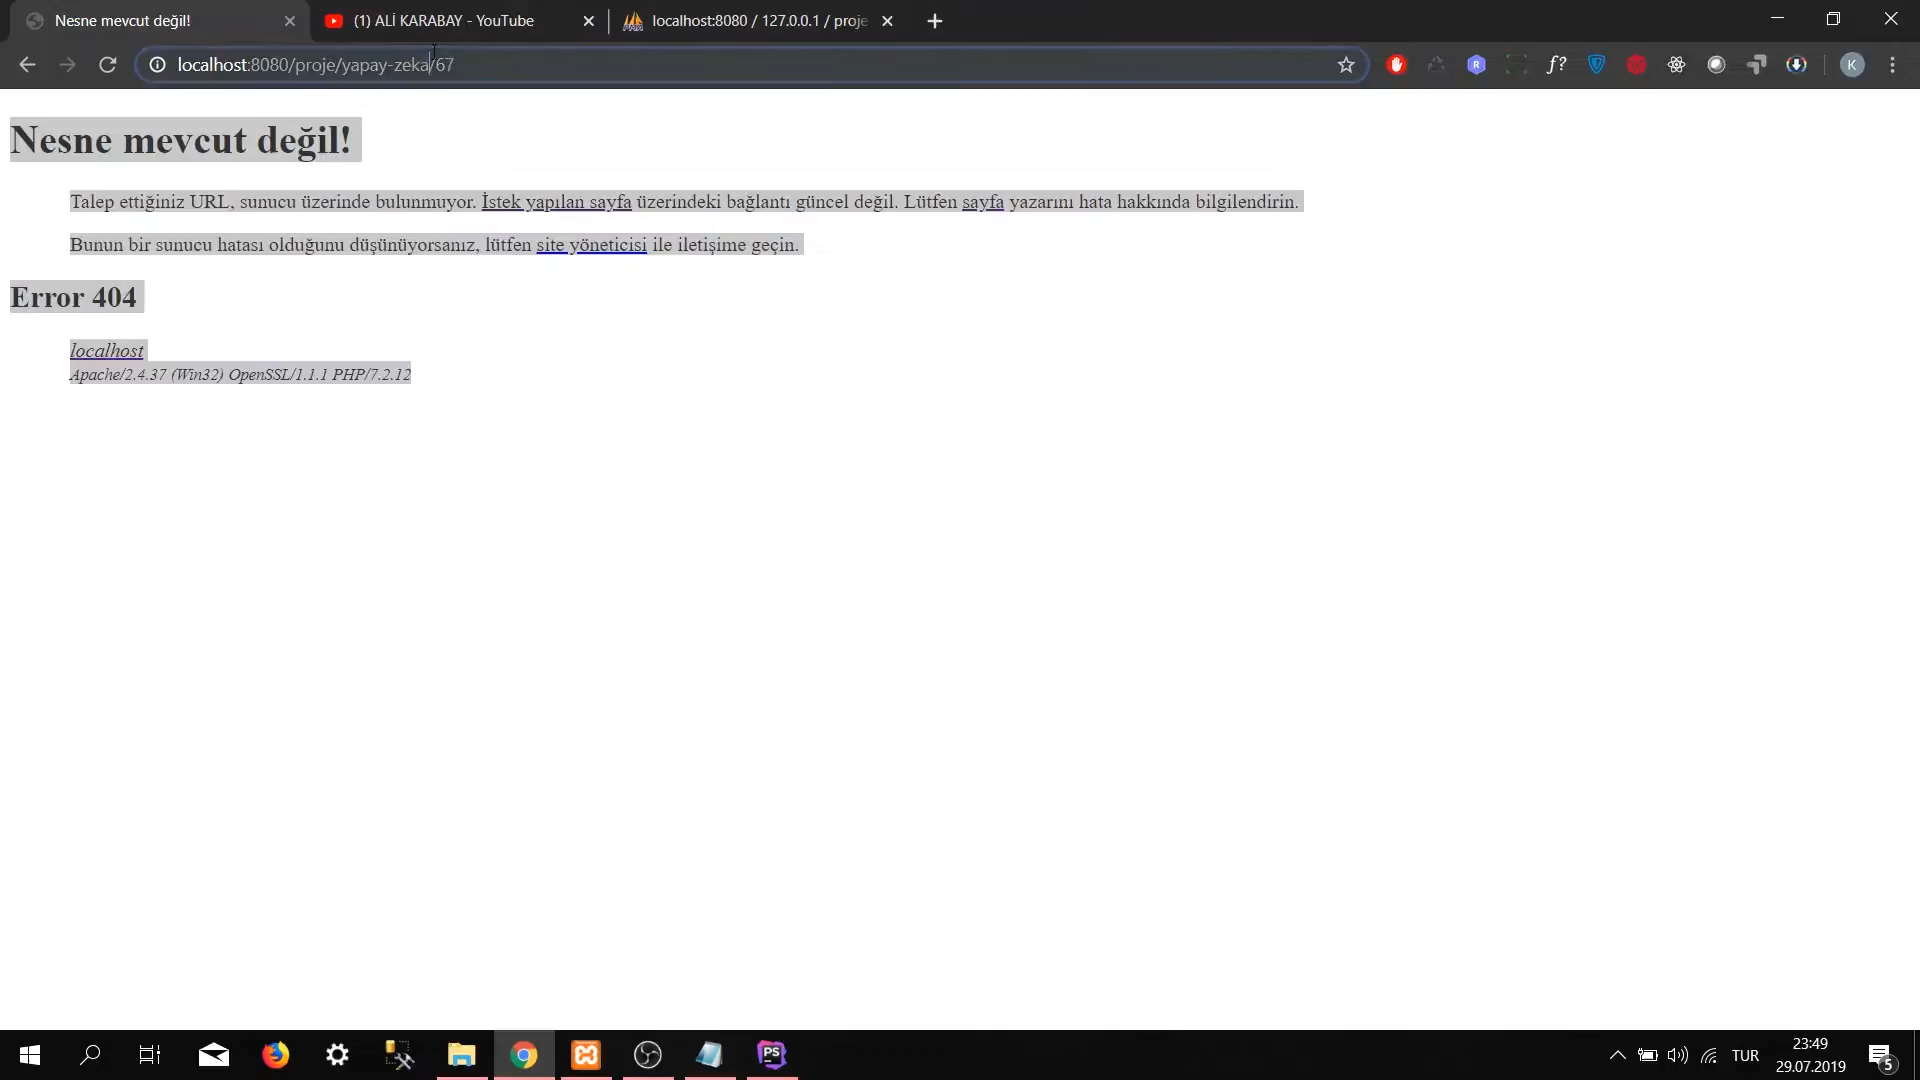 Nesne mevcut değil!
(1) ALİ KARABAY - YouTube
localhost:8080 / 127.0.0.1 / proje
localhost:8080/proje/yapay-zeka/67
f?
K
Nesne mevcut değil!
Talep ettiğiniz URL, sunucu üzerinde bulunmuyor. İstek yapılan sayfa üzerindeki bağlantı güncel değil. Lütfen sayfa yazarını hata hakkında bilgilendirin.
Bunun bir sunucu hatası olduğunu düşünüyorsanız, lütfen site yöneticisi ile iletişime geçin.
Error 404
localhost
Apache/2.4.37 (Win32) OpenSSL/1.1.1 PHP/7.2.12
PS
TUR
23:49
29.07.2019
5